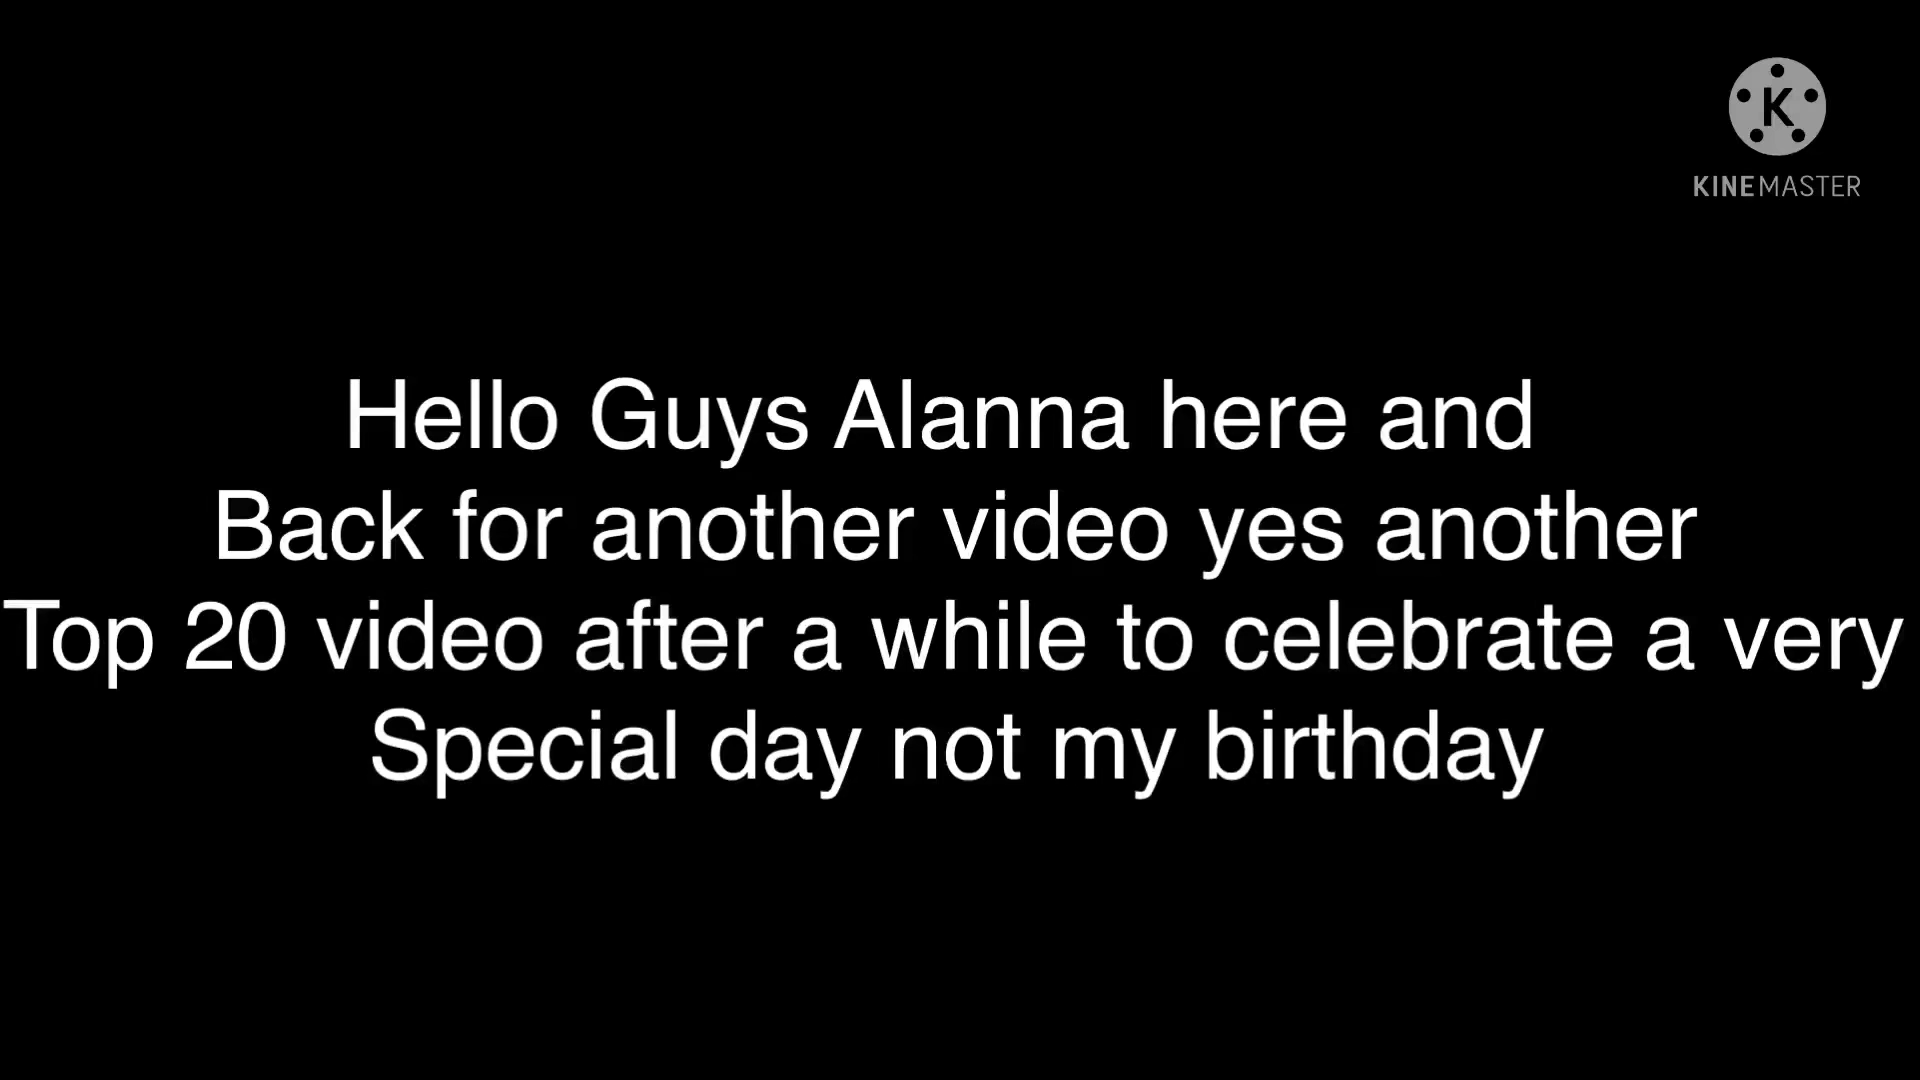 K
KINEMASTER
Hello Guys Alanna here and
Back for another video yes another
Top 20 video after a while to celebrate a very
Special day not my birthday